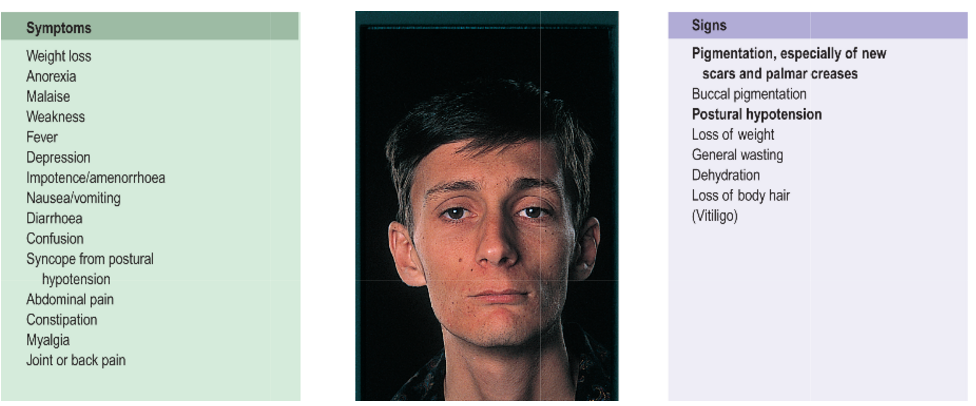 Symptoms
Weight loss
Anorexia
Malaise
Weakness
Fever
Depression
Impotence/amenorrhoea
Nausea/vomiting
Diarrhoea
Confusion
Syncope from postural
hypotension
Abdominal pain
Constipation
Myalgia
Joint or back pain
Signs
Pigmentation, especially of new
scars and palmar creases
Buccal pigmentation
Postural hypotension
Loss of weight
General wasting
Dehydration
Loss of body hair
(Vitiligo)